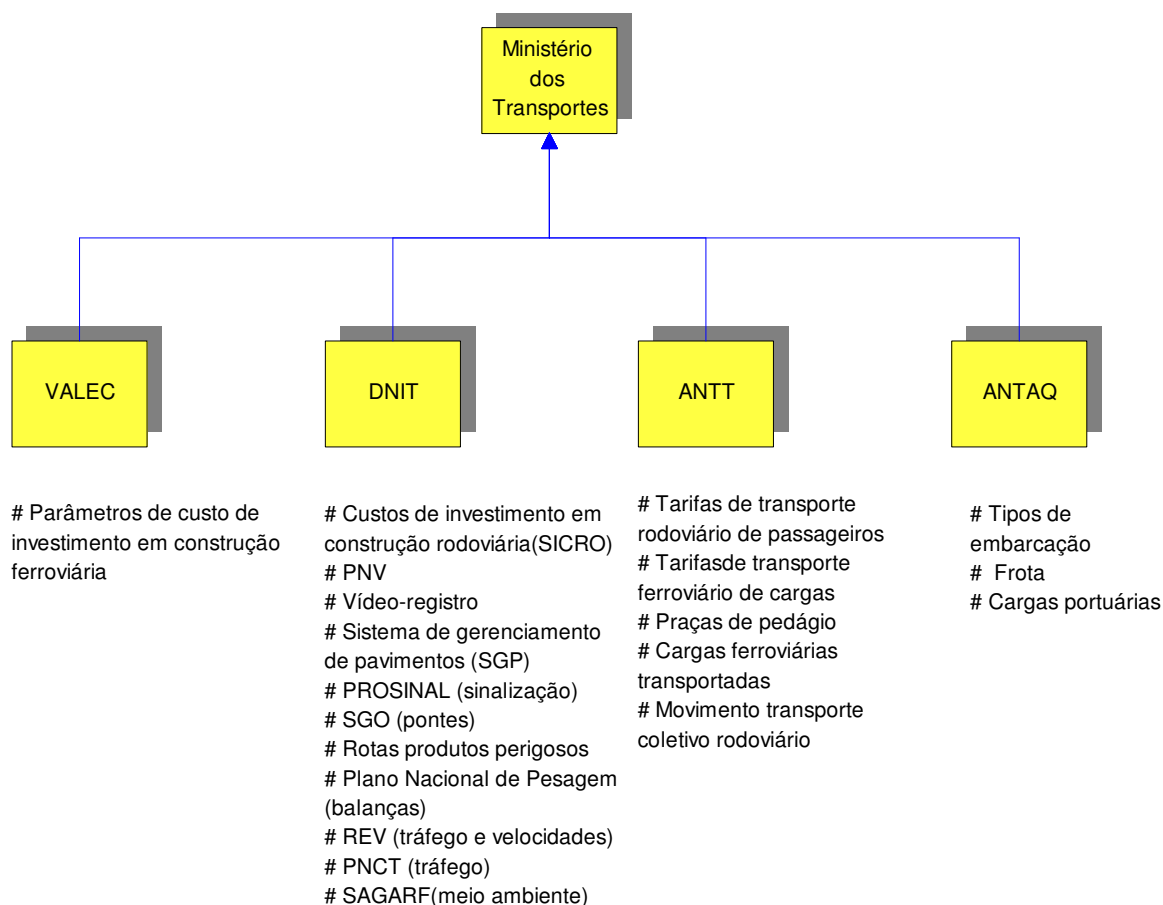 Ministério
dos
Transportes
VALEC
DNIT
ANTT
ANTAQ
# Parâmetros de custo de
investimento em construção
ferroviária
# Custos de investimento em
construção rodoviária(SICRO)
# PNV
# Vídeo-registro
# Sistema de gerenciamento
de pavimentos (SGP)
# PROSINAL (sinalização)
# SGO (pontes)
# Rotas produtos perigosos
# Plano Nacional de Pesagem
(balanças)
# REV (tráfego e velocidades)
# PNCT (tráfego)
# SAGARF(meio ambiente)
# Tarifas de transporte
rodoviário de passageiros
# Tarifasde transporte
ferroviário de cargas
# Praças de pedágio
# Cargas ferroviárias
transportadas
# Movimento transporte
coletivo rodoviário
# Tipos de
embarcação
# Frota
# Cargas portuárias